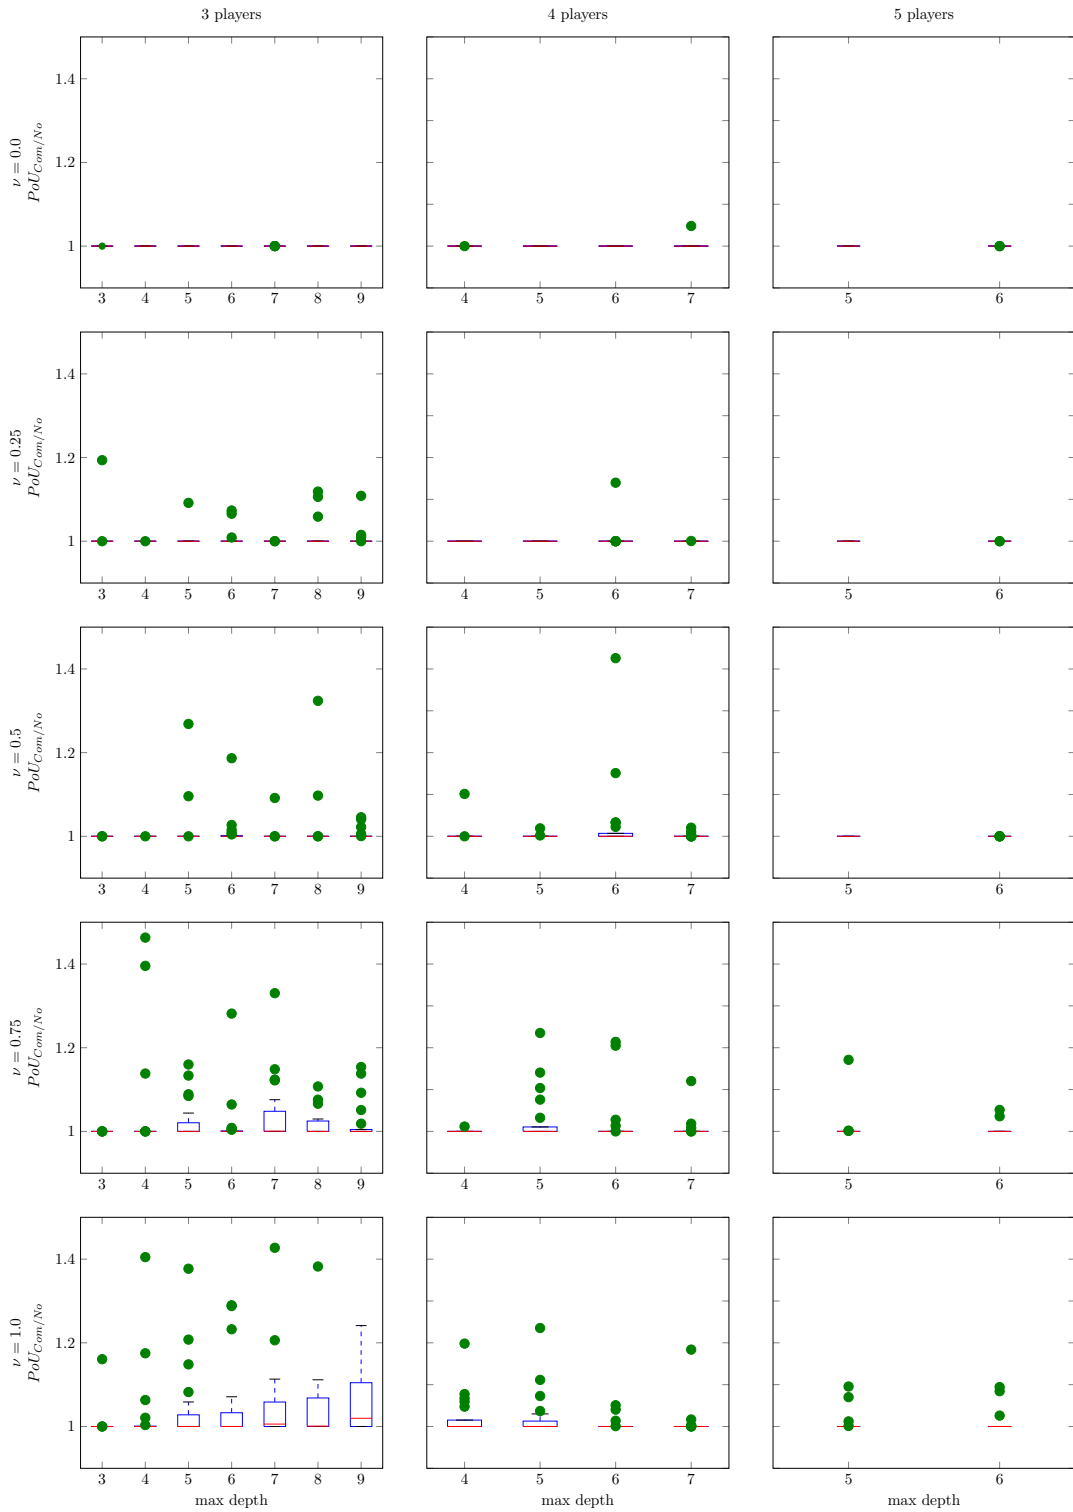 3 players 4 players 5 players
ν = 0.0
PoU_{Com/No}
1.4
1.2
1
3 4 5 6 7 8 9
4 5 6 7
5 6
ν = 0.25
PoU_{Com/No}
1.4
1.2
1
3 4 5 6 7 8 9
4 5 6 7
5 6
ν = 0.5
PoU_{Com/No}
1.4
1.2
1
3 4 5 6 7 8 9
4 5 6 7
5 6
ν = 0.75
PoU_{Com/No}
1.4
1.2
1
3 4 5 6 7 8 9
4 5 6 7
5 6
ν = 1.0
PoU_{Com/No}
1.4
1.2
1
3 4 5 6 7 8 9
4 5 6 7
5 6
max depth max depth max depth